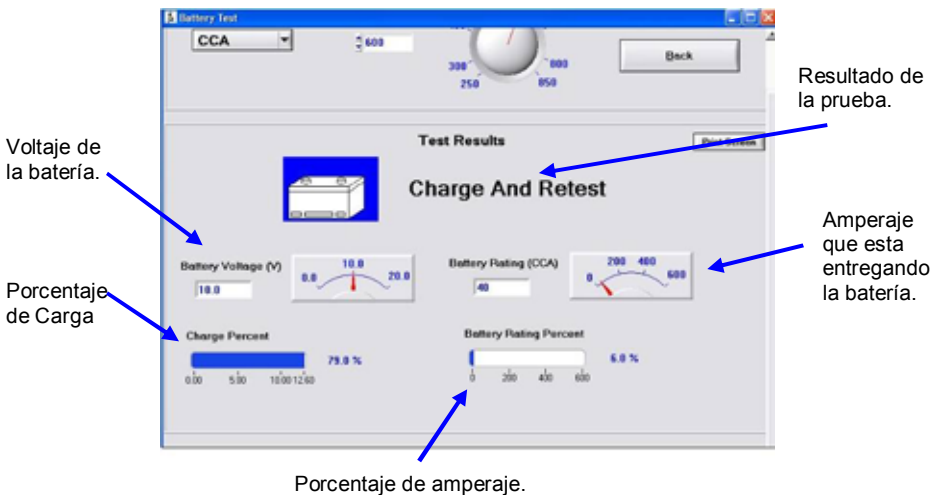 Battery Test
CCA
600
300
250
800
850
Back
Resultado de
la prueba.
Voltaje de
la batería.
Test Results
Print Screen
Charge And Retest
Amperaje
que esta
entregando
la batería.
Battery Voltage (V)
10.0
0.0
10.0
20.0
Battery Rating (CCA)
40
0
200
400
600
Porcentaje
de Carga
Charge Percent
79.0 %
0.00
5.00
10.00
12.60
Battery Rating Percent
6.0 %
0
200
400
600
Porcentaje de amperaje.